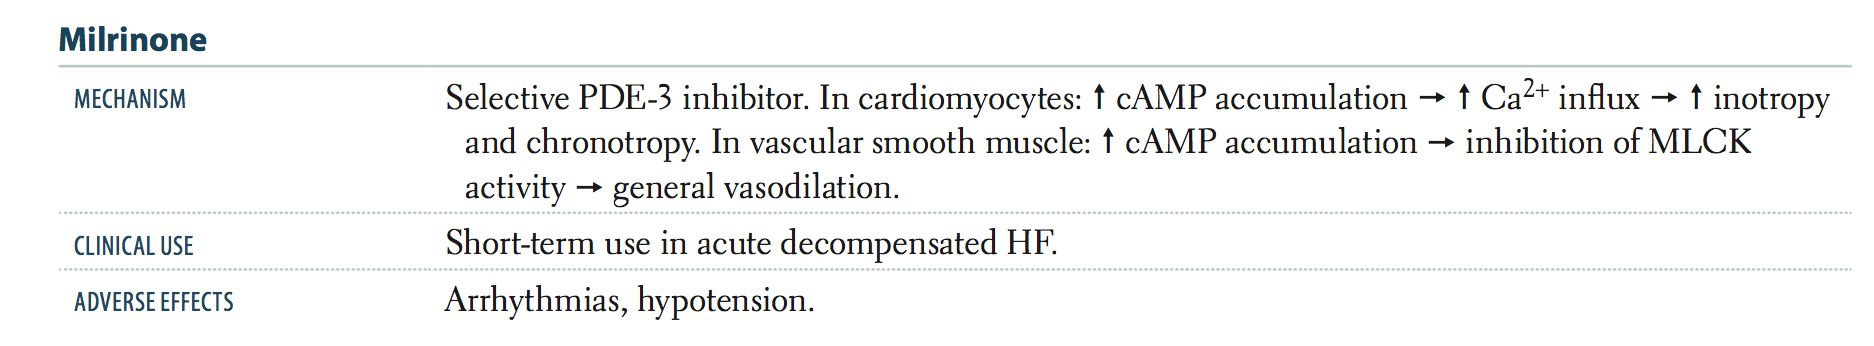 Milrinone
MECHANISM Selective PDE-3 inhibitor. In cardiomyocytes: ↑ cAMP accumulation → ↑ Ca²⁺ influx → ↑ inotropy
and chronotropy. In vascular smooth muscle: ↑ cAMP accumulation → inhibition of MLCK
activity → general vasodilation.
CLINICAL USE Short-term use in acute decompensated HF.
ADVERSE EFFECTS Arrhythmias, hypotension.